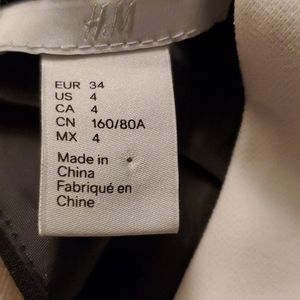 H&M
EUR 34
US 4
CA 4
CN 160/80A
MX 4
Made in
China
Fabriqué en
Chine